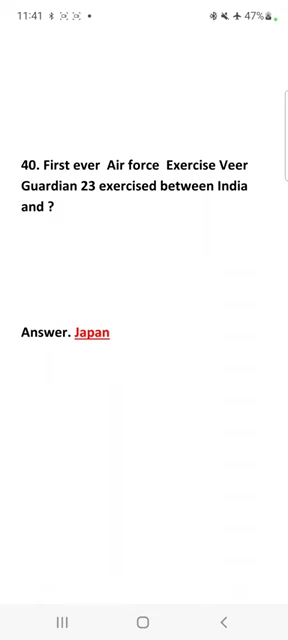 11:41 47%
40. First ever Air force Exercise Veer
Guardian 23 exercised between India
and ?
Answer. Japan